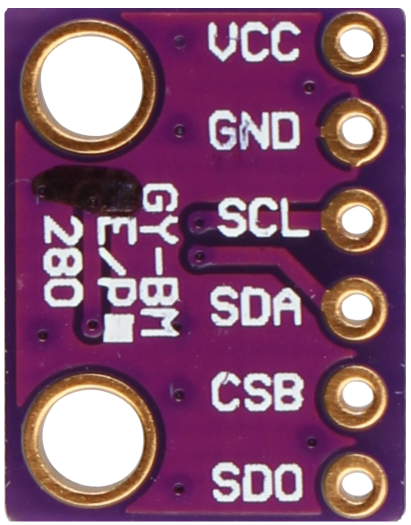 VCC
GND
SCL
SDA
CSB
SDO
GY-BM
E/P
280